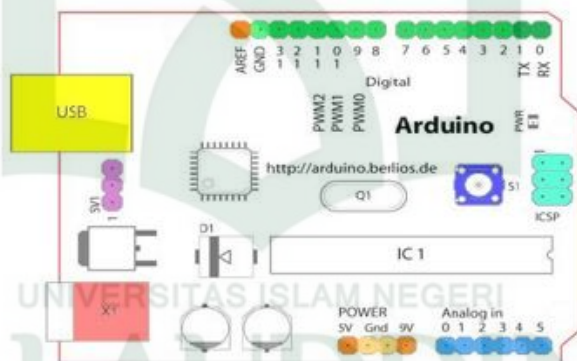 AREF GND 13 12 11 10 9 8 7 6 5 4 3 2 1 0
TX RX
Digital
USB
PWM2 PWM1 PWM0
Arduino
PWR
http://arduino.berlios.de
1
SV1
1
Q1
S1
ICSP
D1
IC 1
UNIVERSITAS ISLAM NEGERI
X1
POWER
5V Gnd 9V
Analog in
0 1 2 3 4 5